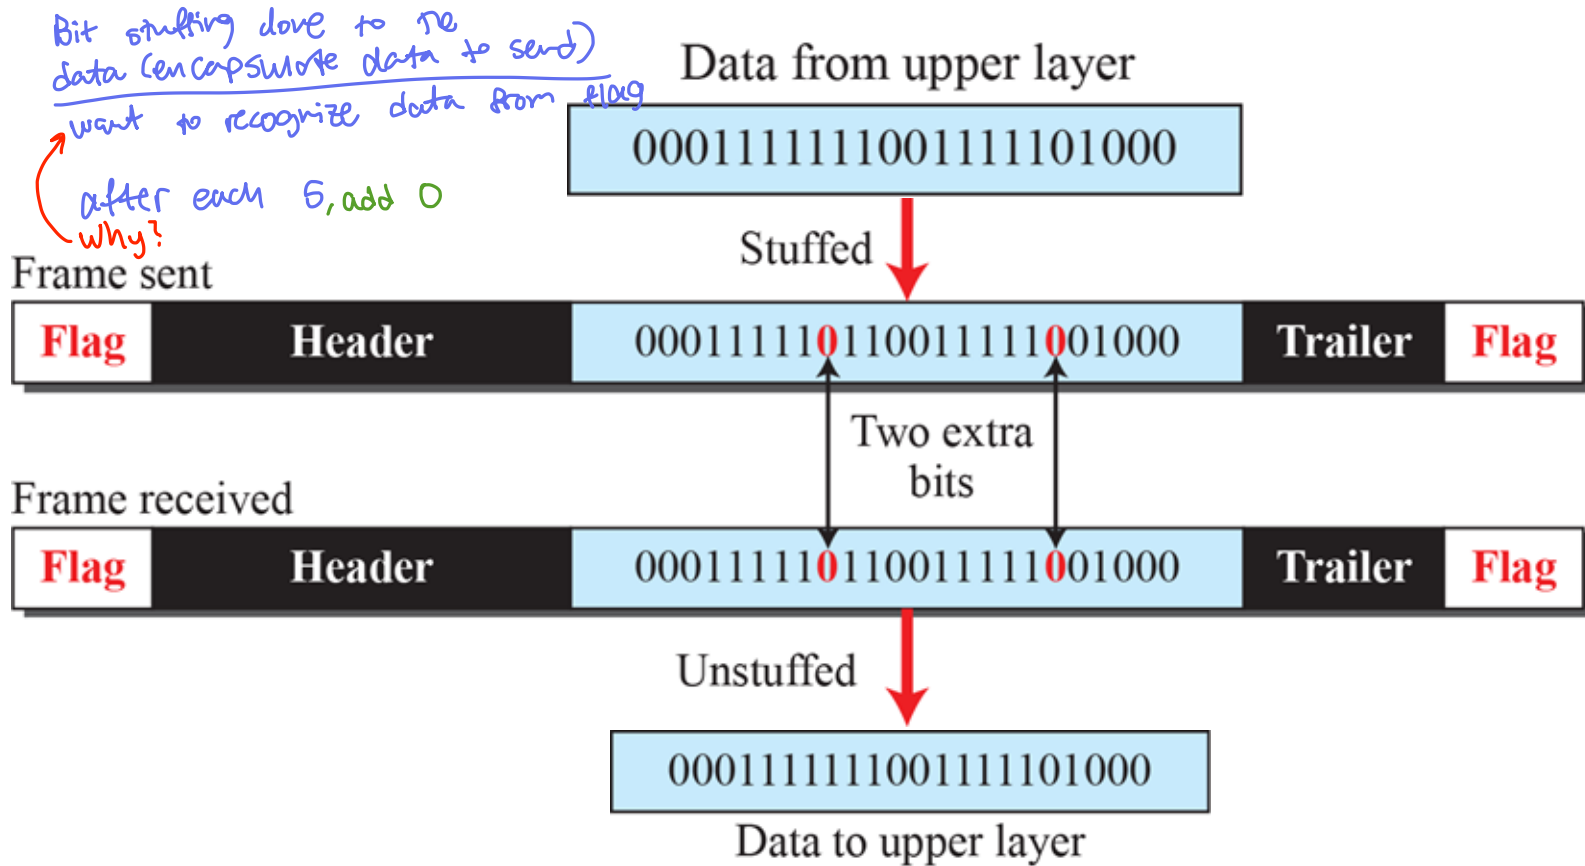 Bit stuffing done to the
data (encapsulate data to send)
want to recognize data from flag
after each 5, add 0
why?
Data from upper layer
0001111111001111101000
Stuffed
Frame sent
Flag Header 000111110110011111001000 Trailer Flag
Two extra
bits
Frame received
Flag Header 000111110110011111001000 Trailer Flag
Unstuffed
0001111111001111101000
Data to upper layer